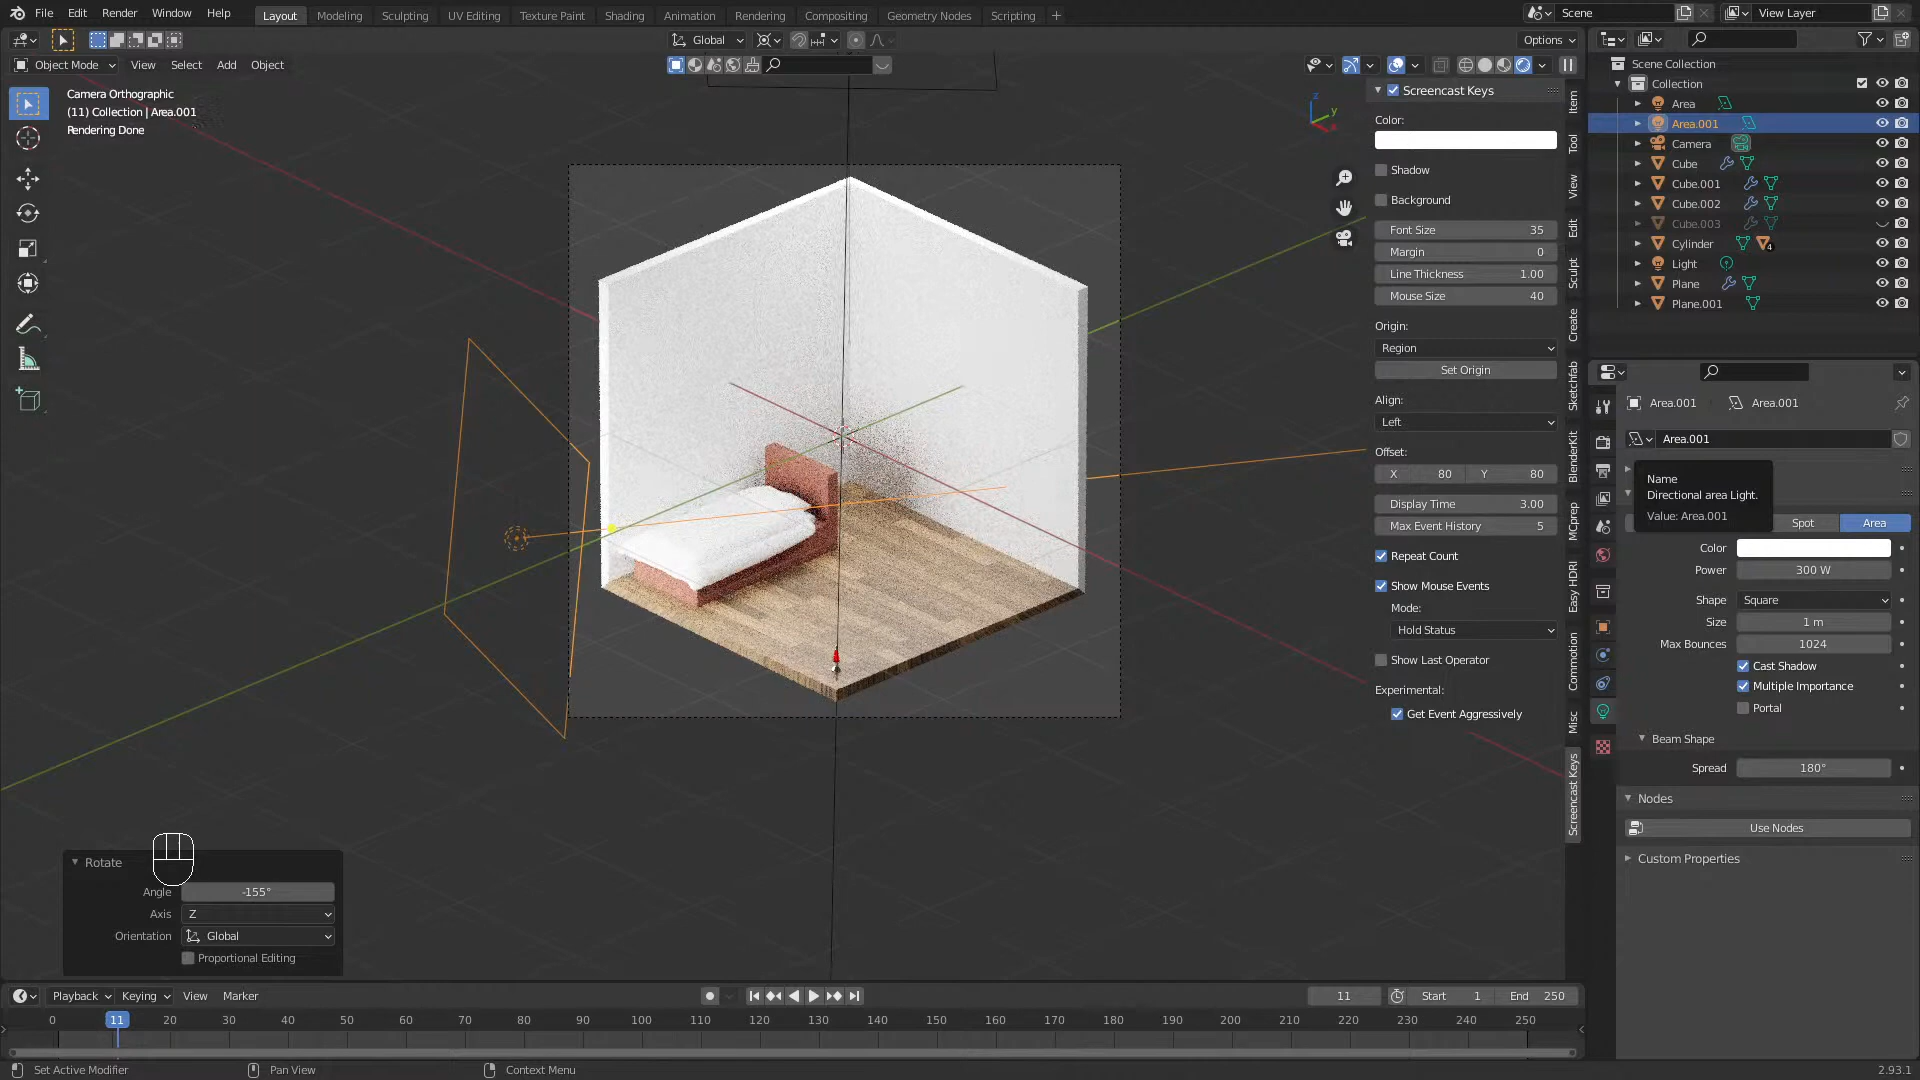 File Edit Render Window Help Layout Modeling Sculpting UV Editing Texture Paint Shading Animation Rendering Compositing Geometry Nodes Scripting + Scene View Layer
Global Options
Object Mode View Select Add Object
Camera Orthographic
(11) Collection | Area.001
Rendering Done
z
y
x
Screencast Keys
Color:
Shadow
Background
Font Size 35
Margin 0
Line Thickness 1.00
Mouse Size 40
Origin:
Region
Set Origin
Align:
Left
Offset:
X 80 Y 80
Display Time 3.00
Max Event History 5
Repeat Count
Show Mouse Events
Mode:
Hold Status
Show Last Operator
Experimental:
Get Event Aggressively
Item
Tool
View
Edit
Sculpt
Create
Sketchfab
BlenderKit
MCprep
Easy HDRI
Commotion
Misc
Screencast Keys
Scene Collection
Collection
Area
Area.001
Camera
Cube
Cube.001
Cube.002
Cube.003
Cylinder 4
Light
Plane
Plane.001
Area.001 Area.001
Area.001
Name
Directional area Light.
Value: Area.001
Spot Area
Color
Power 300 W
Shape Square
Size 1 m
Max Bounces 1024
Cast Shadow
Multiple Importance
Portal
Beam Shape
Spread 180°
Nodes
Use Nodes
Custom Properties
Rotate
Angle -155°
Axis Z
Orientation Global
Proportional Editing
Playback Keying View Marker 11 Start 1 End 250
0 11 20 30 40 50 60 70 80 90 100 110 120 130 140 150 160 170 180 190 200 210 220 230 240 250
Set Active Modifier Pan View Context Menu 2.93.1